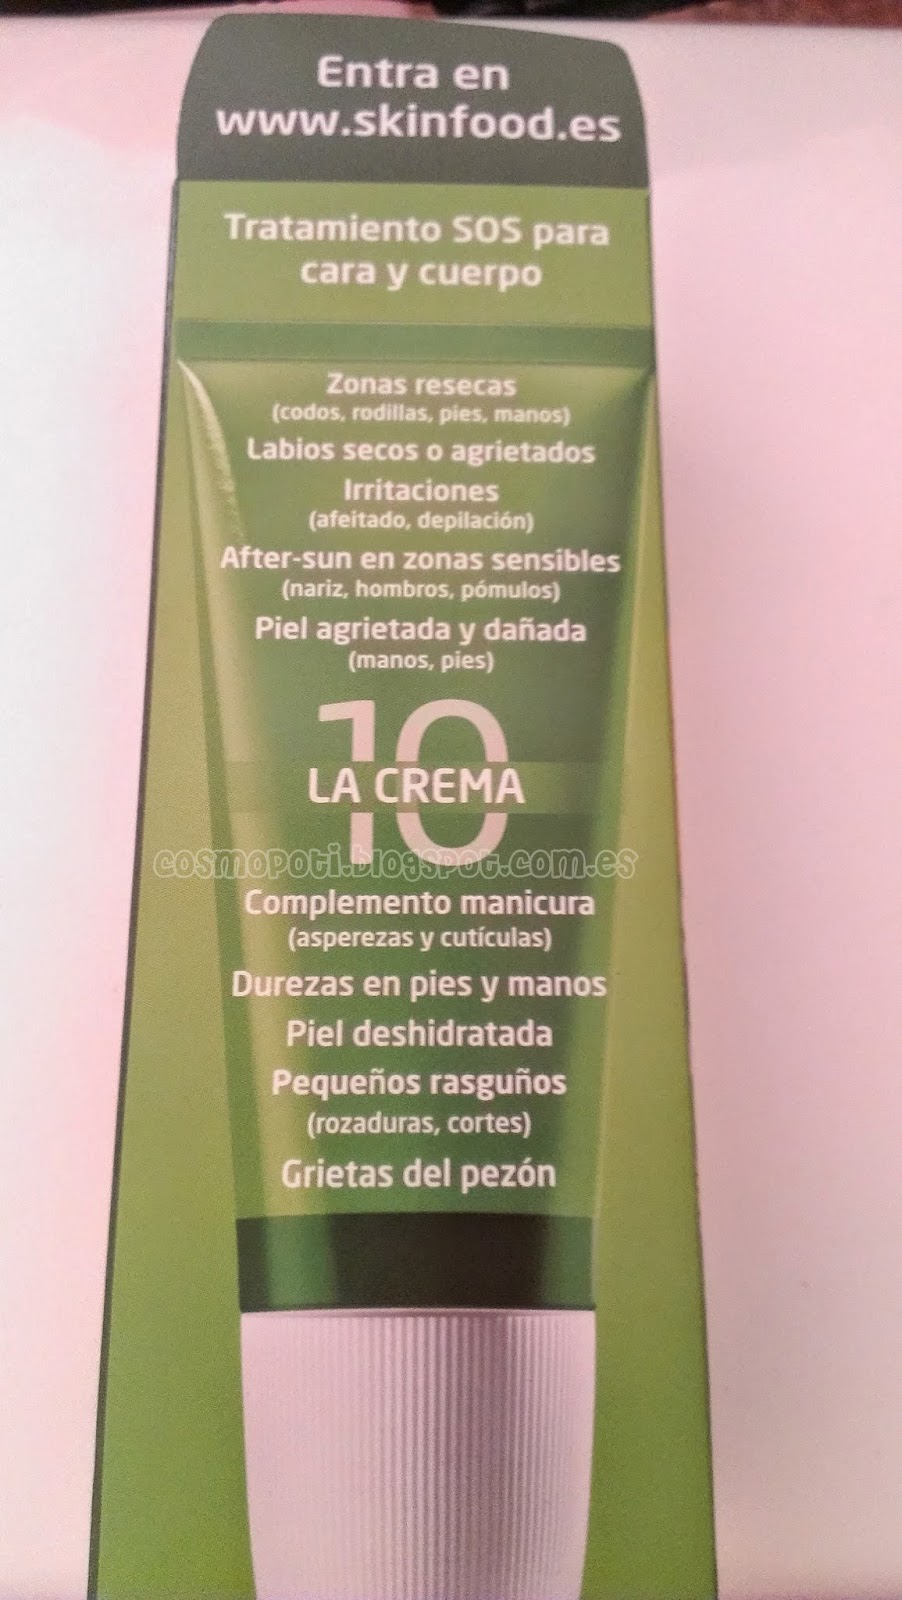 Entra en
www.skinfood.es
Tratamiento SOS para
cara y cuerpo
Zonas resecas
(codos, rodillas, pies, manos)
Labios secos o agrietados
Irritaciones
(afeitado, depilación)
After-sun en zonas sensibles
(nariz, hombros, pómulos)
Piel agrietada y dañada
(manos, pies)
10
LA CREMA
cosmopoti.blogspot.com.es
Complemento manicura
(asperezas y cutículas)
Durezas en pies y manos
Piel deshidratada
Pequeños rasguños
(rozaduras, cortes)
Grietas del pezón